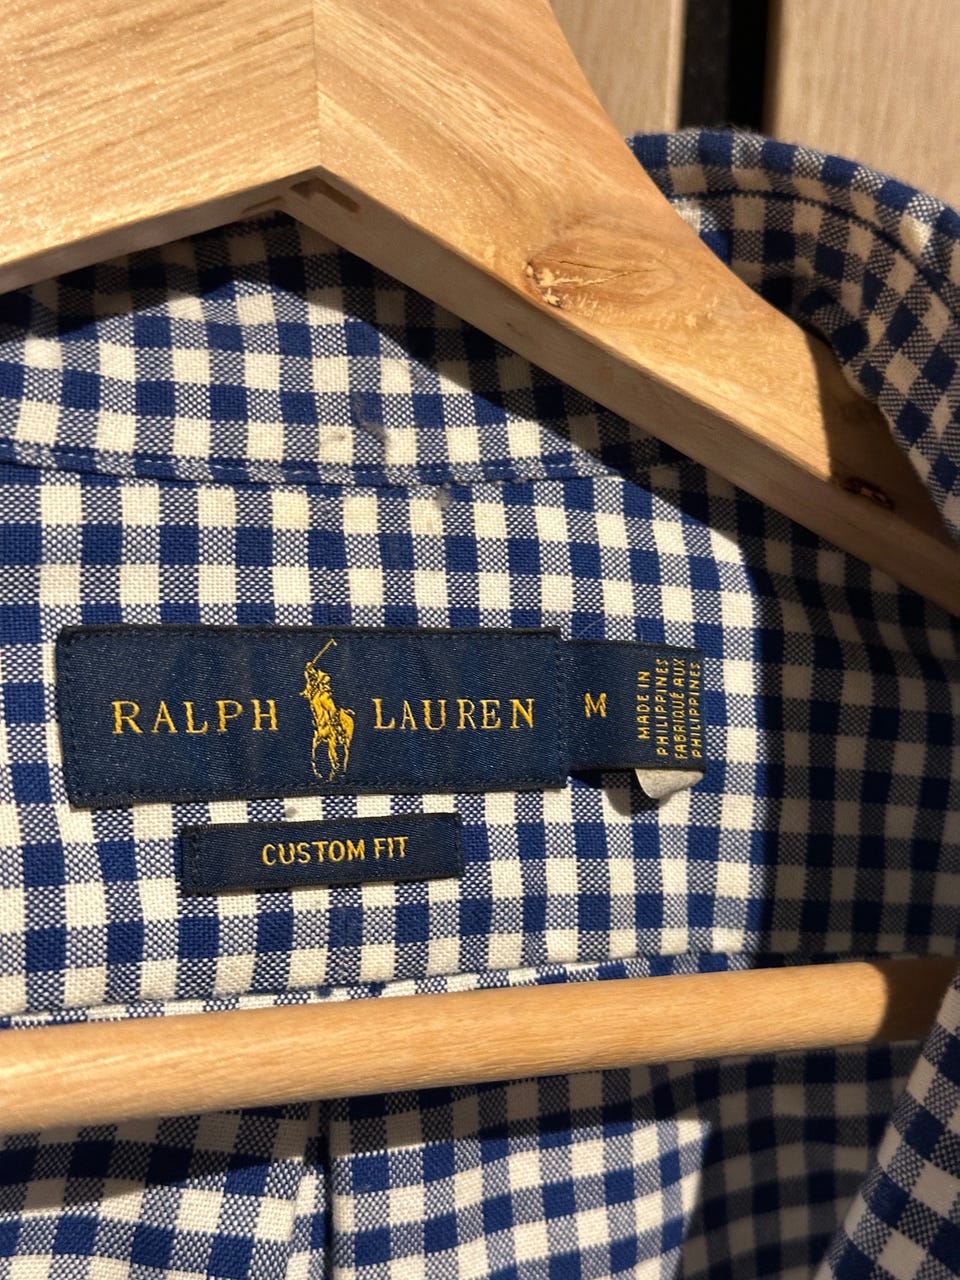 RALPH LAUREN
M
MADE IN
PHILIPPINES
FABRIQUÉ AUX
PHILIPPINES
CUSTOM FIT